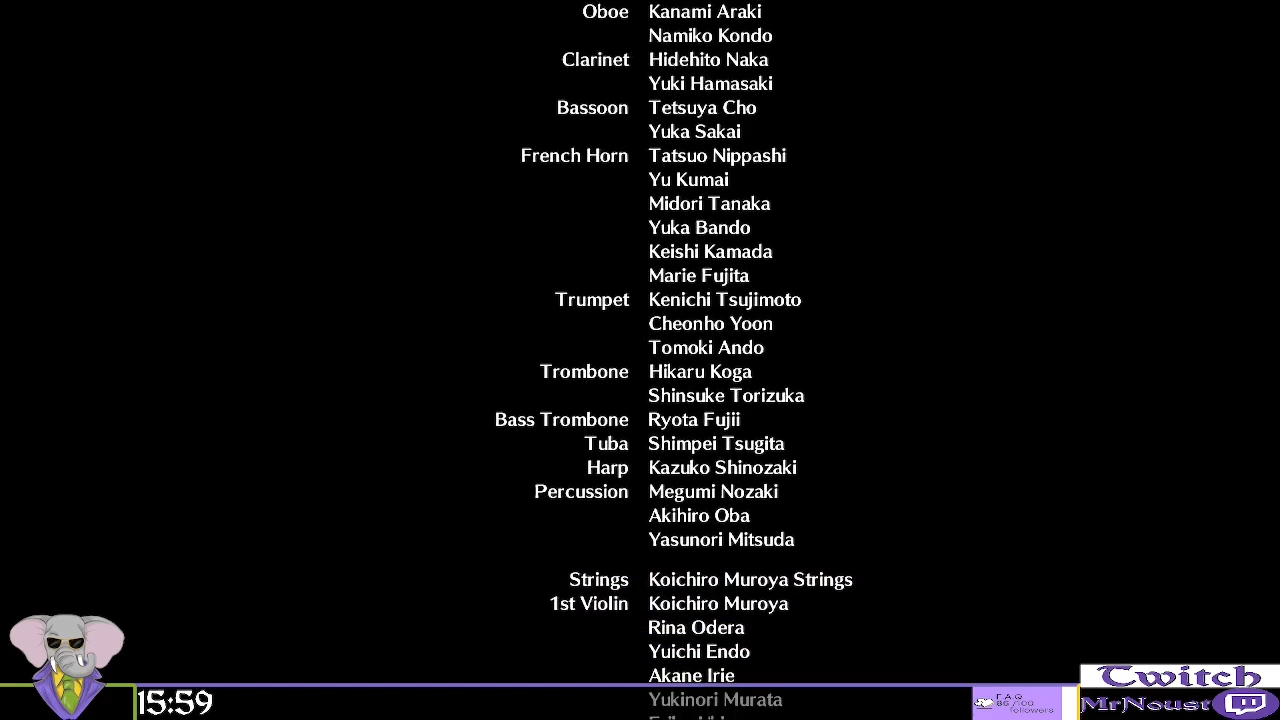 Oboe Kanami Araki
Namiko Kondo
Clarinet Hidehito Naka
Yuki Hamasaki
Bassoon Tetsuya Cho
Yuka Sakai
French Horn Tatsuo Nippashi
Yu Kumai
Midori Tanaka
Yuka Bando
Keishi Kamada
Marie Fujita
Trumpet Kenichi Tsujimoto
Cheonho Yoon
Tomoki Ando
Trombone Hikaru Koga
Shinsuke Torizuka
Bass Trombone Ryota Fujii
Tuba Shimpei Tsugita
Harp Kazuko Shinozaki
Percussion Megumi Nozaki
Akihiro Oba
Yasunori Mitsuda
Strings Koichiro Muroya Strings
1st Violin Koichiro Muroya
Rina Odera
Yuichi Endo
Akane Irie
Yukinori Murata
15:59
F.A.Q
86/100
followers
Twitch
MrNoust